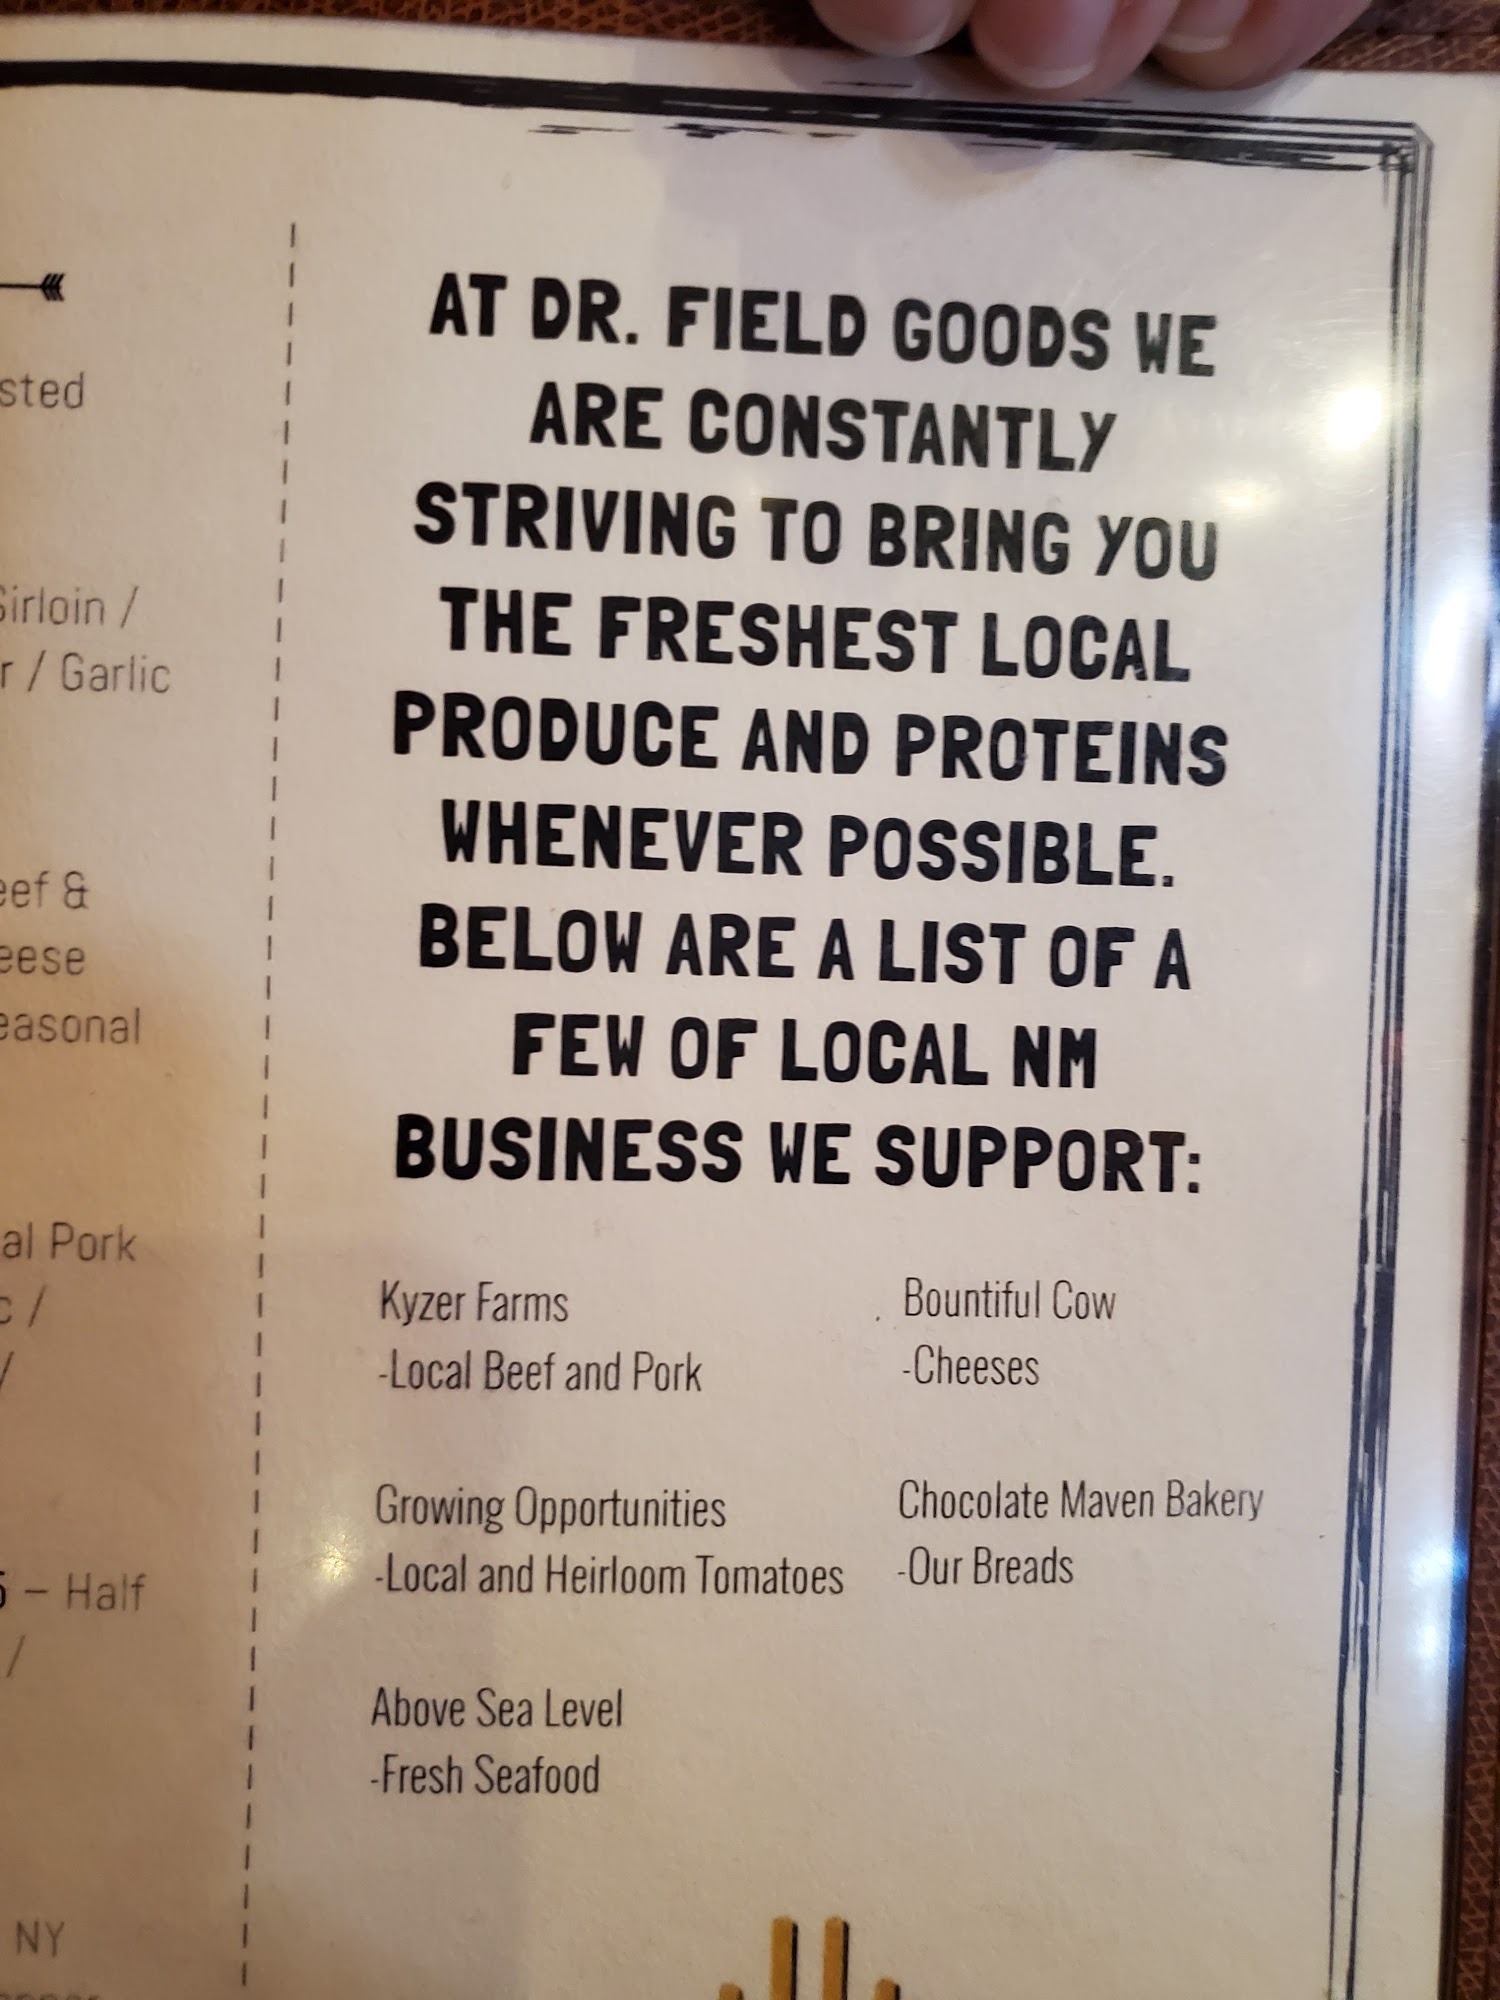 sted
Sirloin /
r / Garlic
eef &
eese
easonal
al Pork
c /
/
5 – Half
/
NY
AT DR. FIELD GOODS WE
ARE CONSTANTLY
STRIVING TO BRING YOU
THE FRESHEST LOCAL
PRODUCE AND PROTEINS
WHENEVER POSSIBLE.
BELOW ARE A LIST OF A
FEW OF LOCAL NM
BUSINESS WE SUPPORT:
Kyzer Farms
-Local Beef and Pork
Growing Opportunities
-Local and Heirloom Tomatoes
Above Sea Level
-Fresh Seafood
Bountiful Cow
-Cheeses
Chocolate Maven Bakery
-Our Breads